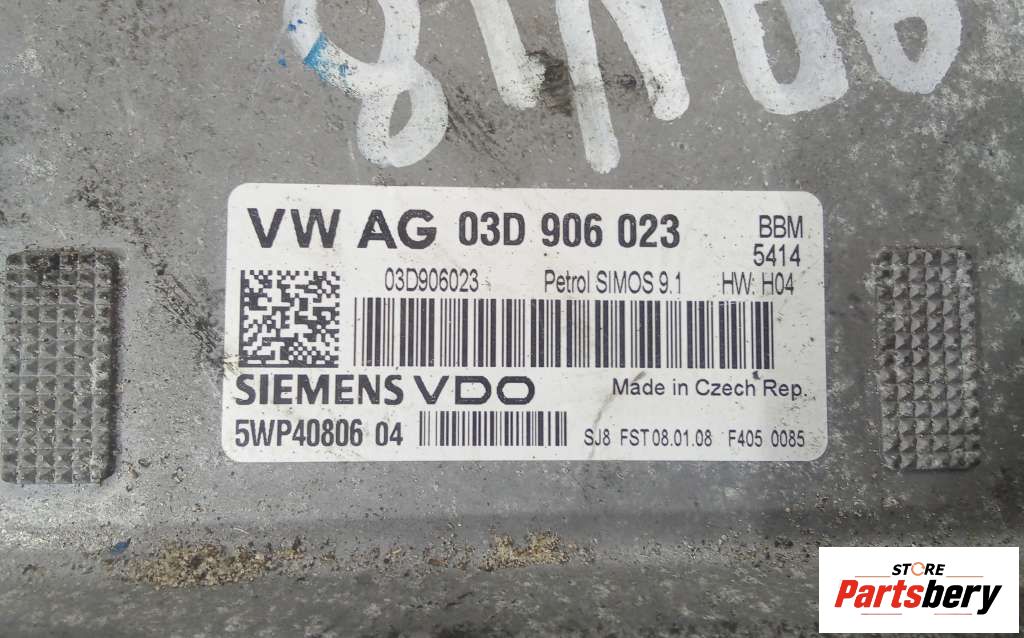 VW AG 03D 906 023 BBM
5414
03D906023 Petrol SIMOS 9.1 HW: H04
SIEMENS VDO Made in Czech Rep.
5WP40806 04 SJ8 FST 08.01.08 F405 0085
STORE
Partsbery